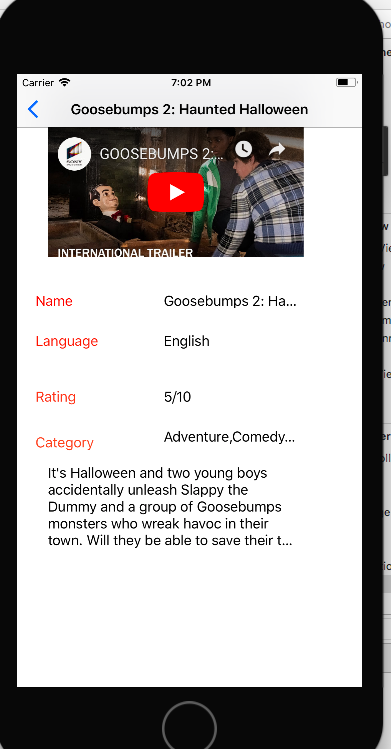 Carrier 7:02 PM
Goosebumps 2: Haunted Halloween
GOOSEBUMPS 2:...
INTERNATIONAL TRAILER
Name Goosebumps 2: Ha...
Language English
Rating 5/10
Category Adventure,Comedy...
It's Halloween and two young boys
accidentally unleash Slappy the
Dummy and a group of Goosebumps
monsters who wreak havoc in their
town. Will they be able to save their t...